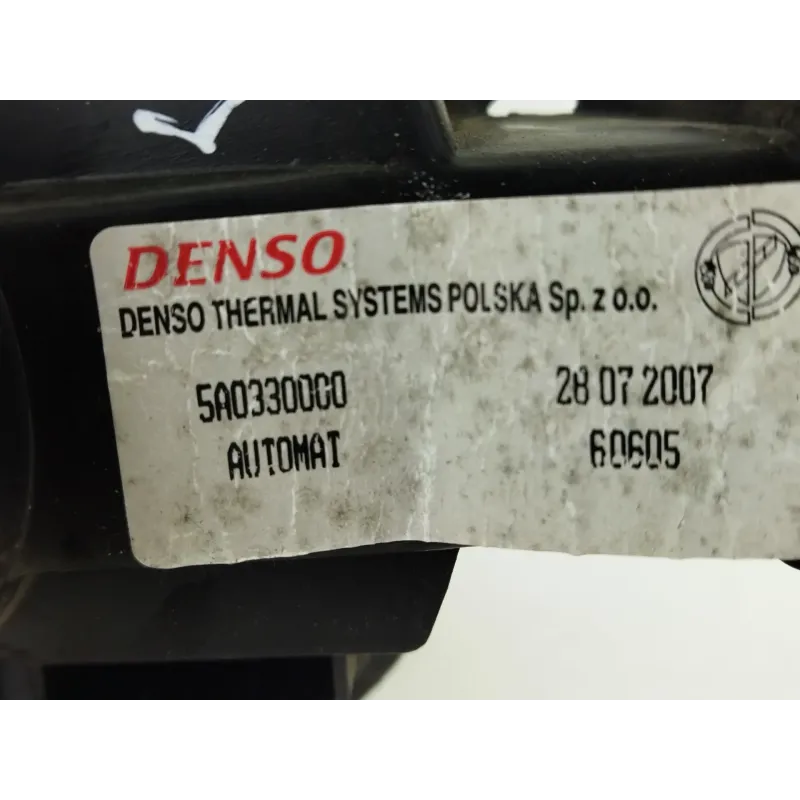 DENSO
DENSO THERMAL SYSTEMS POLSKA Sp. z o.o.
5A0330000 28 07 2007
AUTOMAT 60605